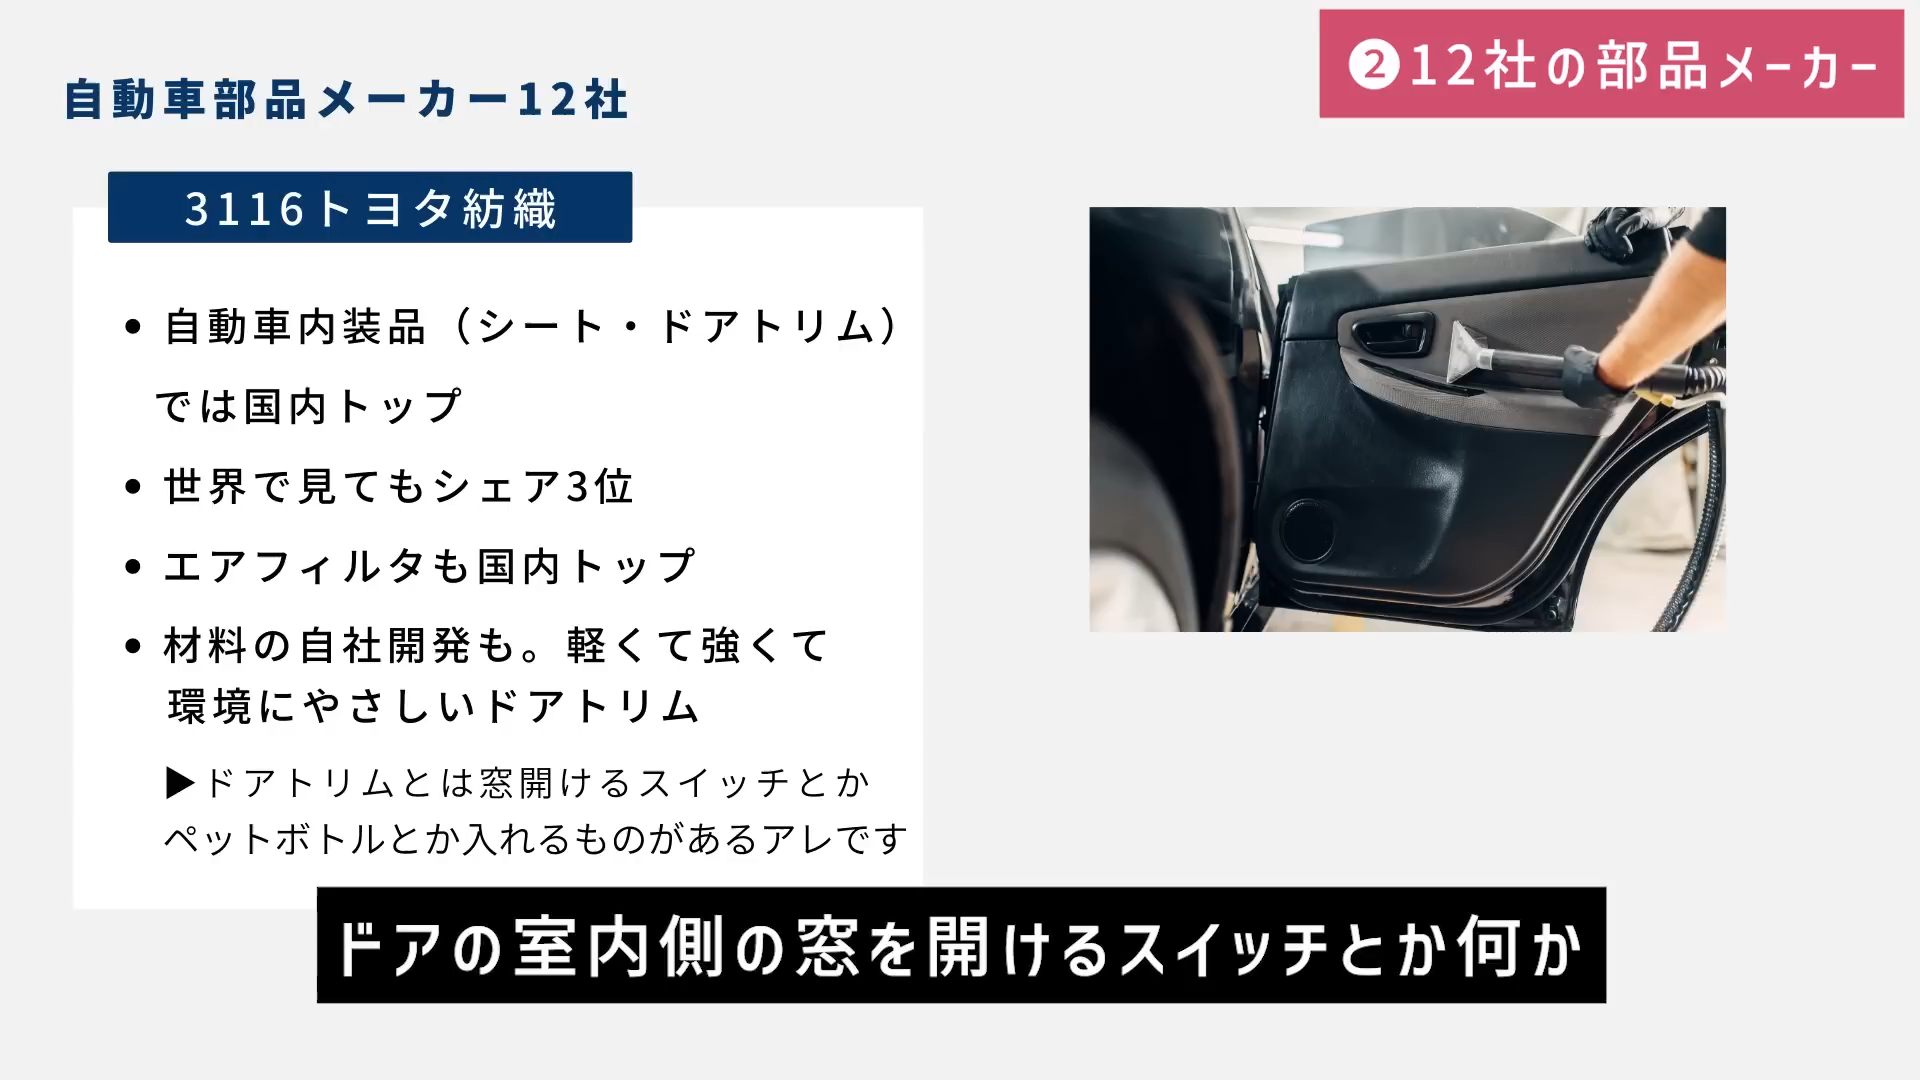 ❷12社の部品メーカー
自動車部品メーカー12社
3116トヨタ紡織
• 自動車内装品（シート・ドアトリム）
では国内トップ
• 世界で見てもシェア3位
• エアフィルタも国内トップ
• 材料の自社開発も。軽くて強くて
環境にやさしいドアトリム
▶ドアトリムとは窓開けるスイッチとか
ペットボトルとか入れるものがあるアレです
ドアの室内側の窓を開けるスイッチとか何か